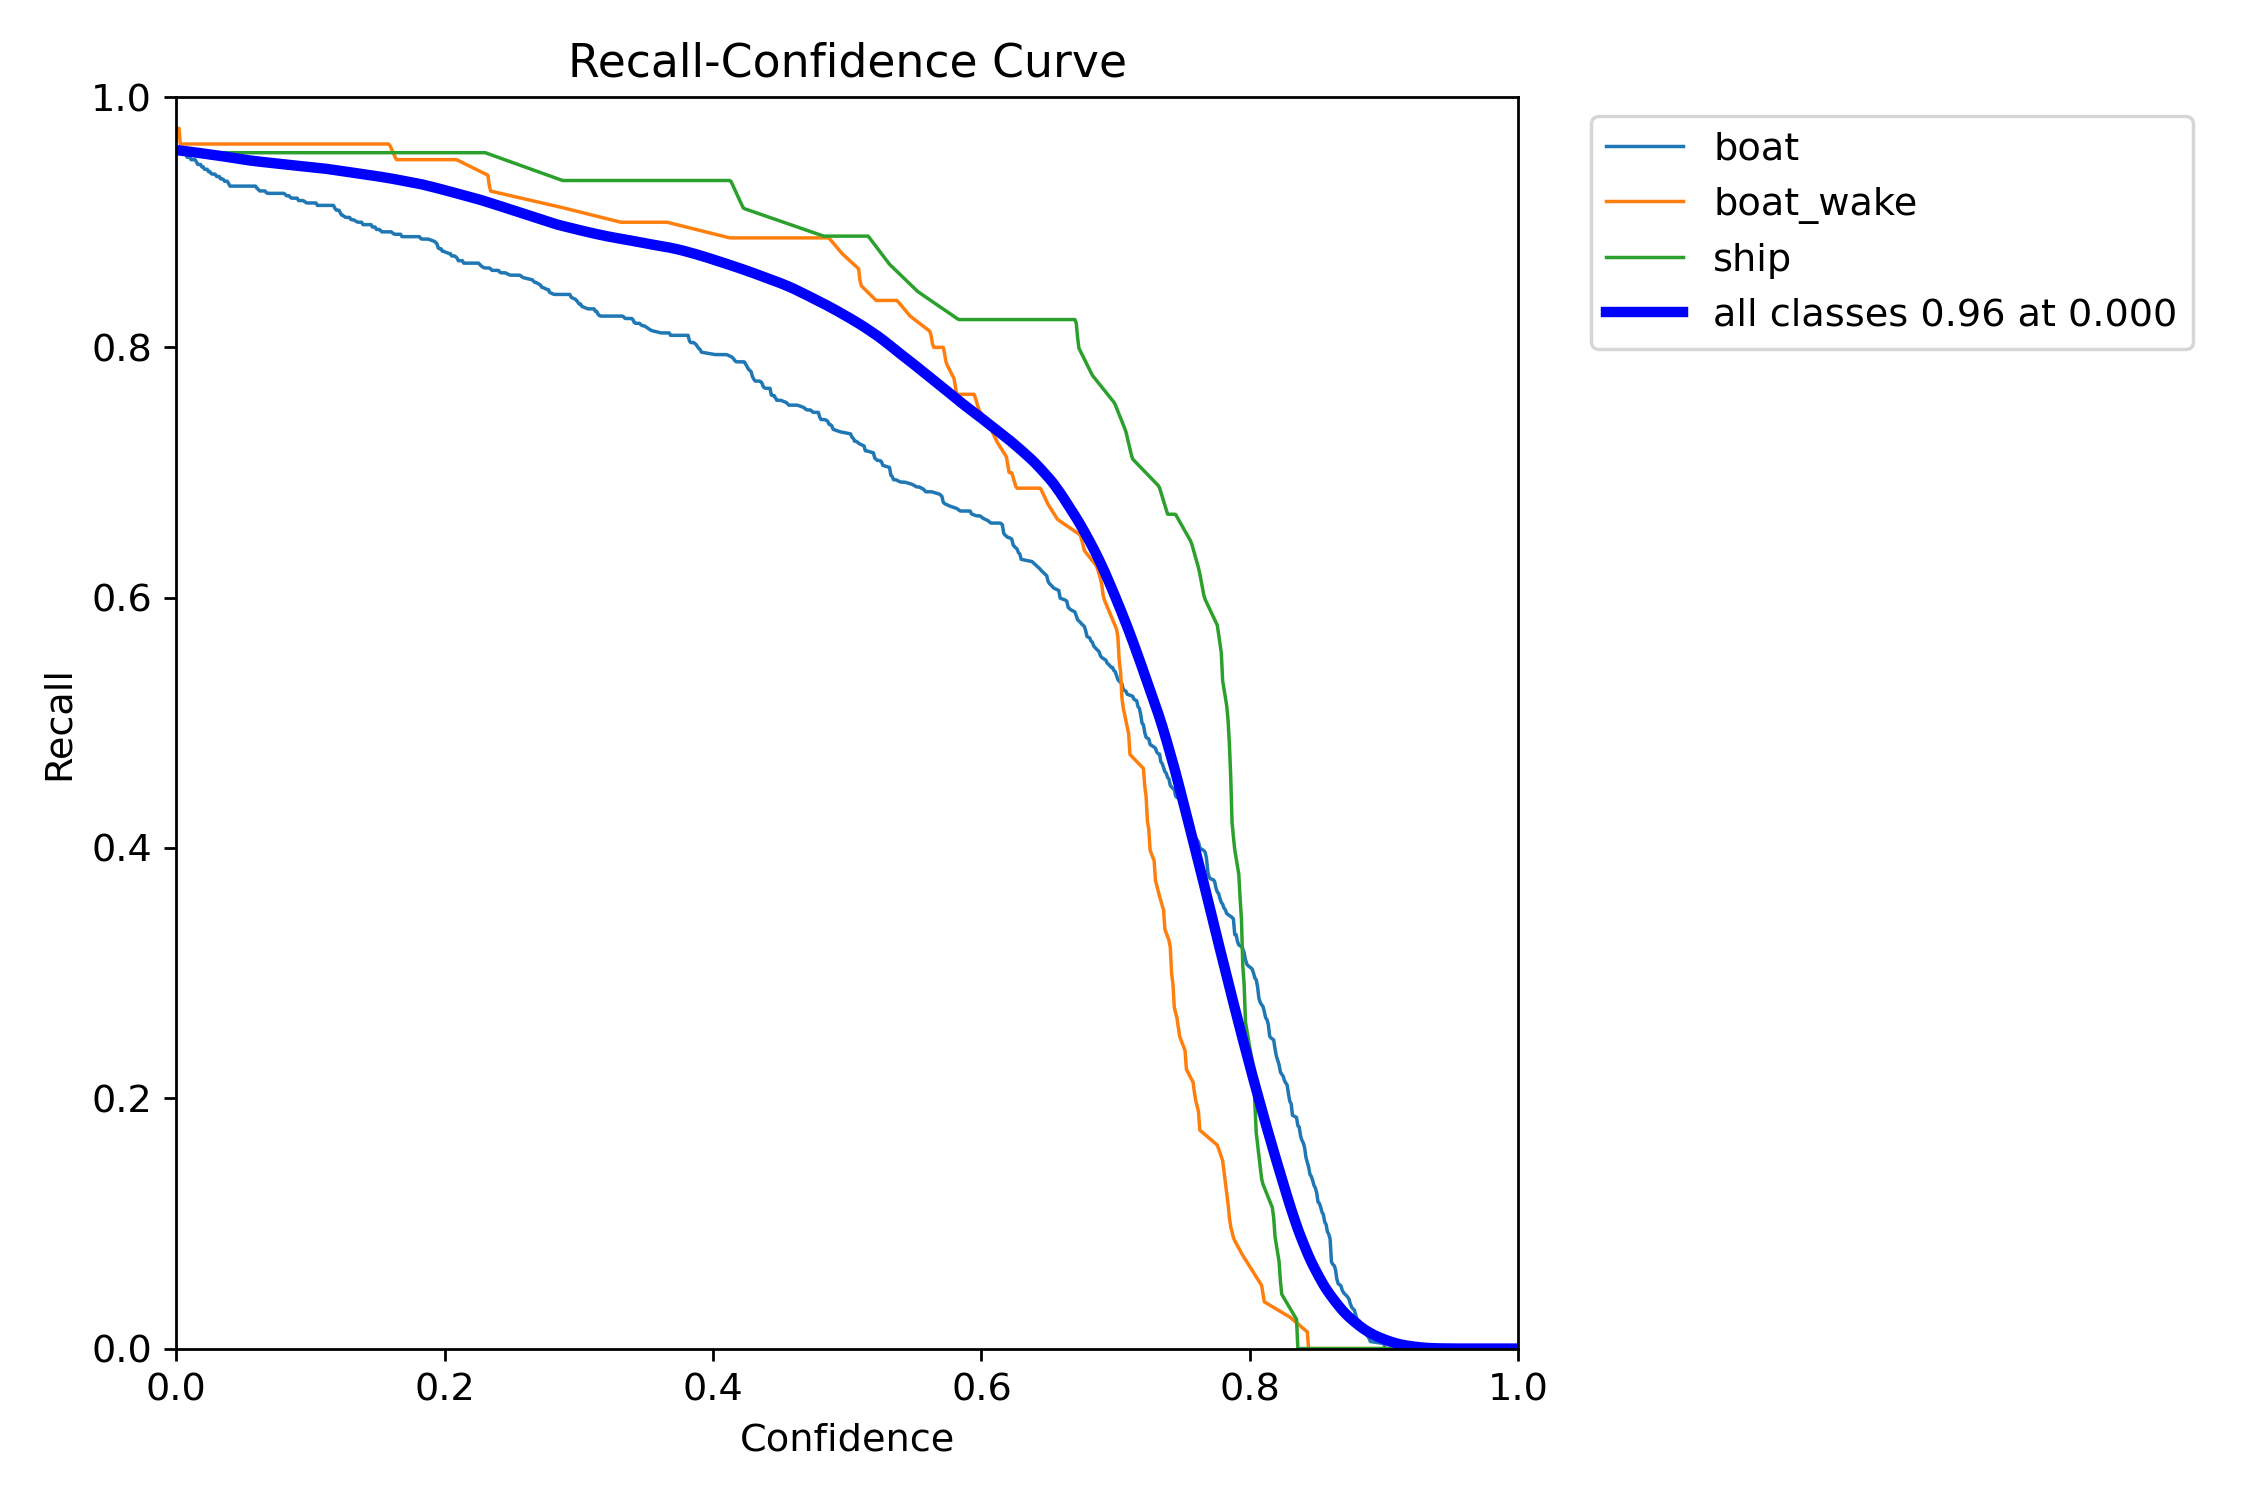 Recall-Confidence Curve
1.0
0.8
0.6
0.4
0.2
0.0
Recall
0.0 0.2 0.4 0.6 0.8 1.0
Confidence
boat
boat_wake
ship
all classes 0.96 at 0.000